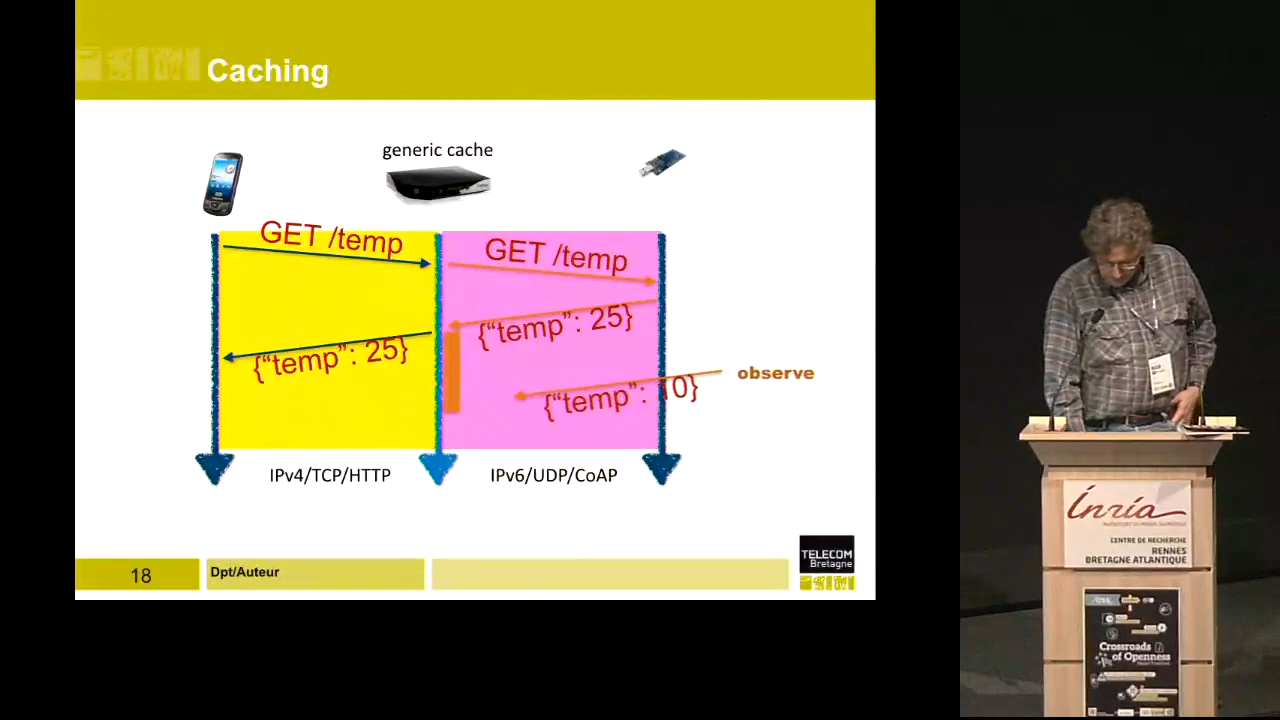 Caching
generic cache
GET /temp
GET /temp
{“temp”: 25}
{“temp”: 25}
observe
{“temp”: 10}
IPv4/TCP/HTTP
IPv6/UDP/CoAP
TELECOM
Bretagne
18
Dpt/Auteur
Inria
CENTRE DE RECHERCHE
RENNES
BRETAGNE ATLANTIQUE
Crossroads
of Openness